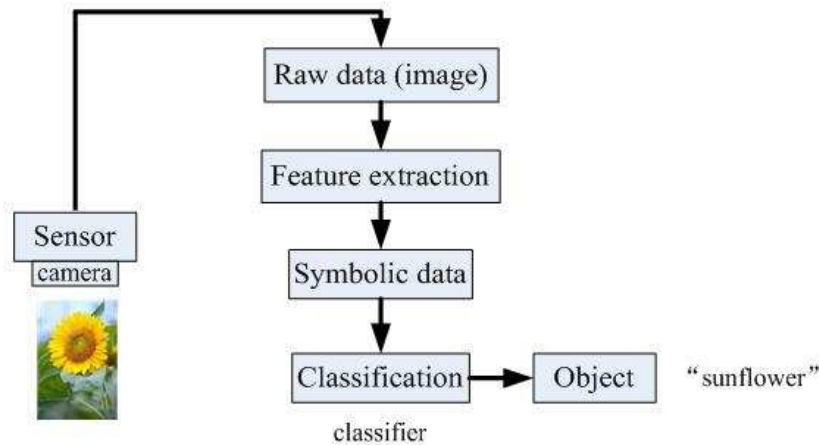 Raw data (image)
Feature extraction
Sensor
camera
Symbolic data
Classification
Object
“sunflower”
classifier